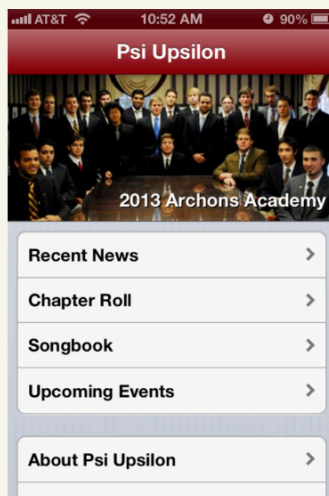 AT&T 10:52 AM 90%
Psi Upsilon
2013 Archons Academy
Recent News
Chapter Roll
Songbook
Upcoming Events
About Psi Upsilon